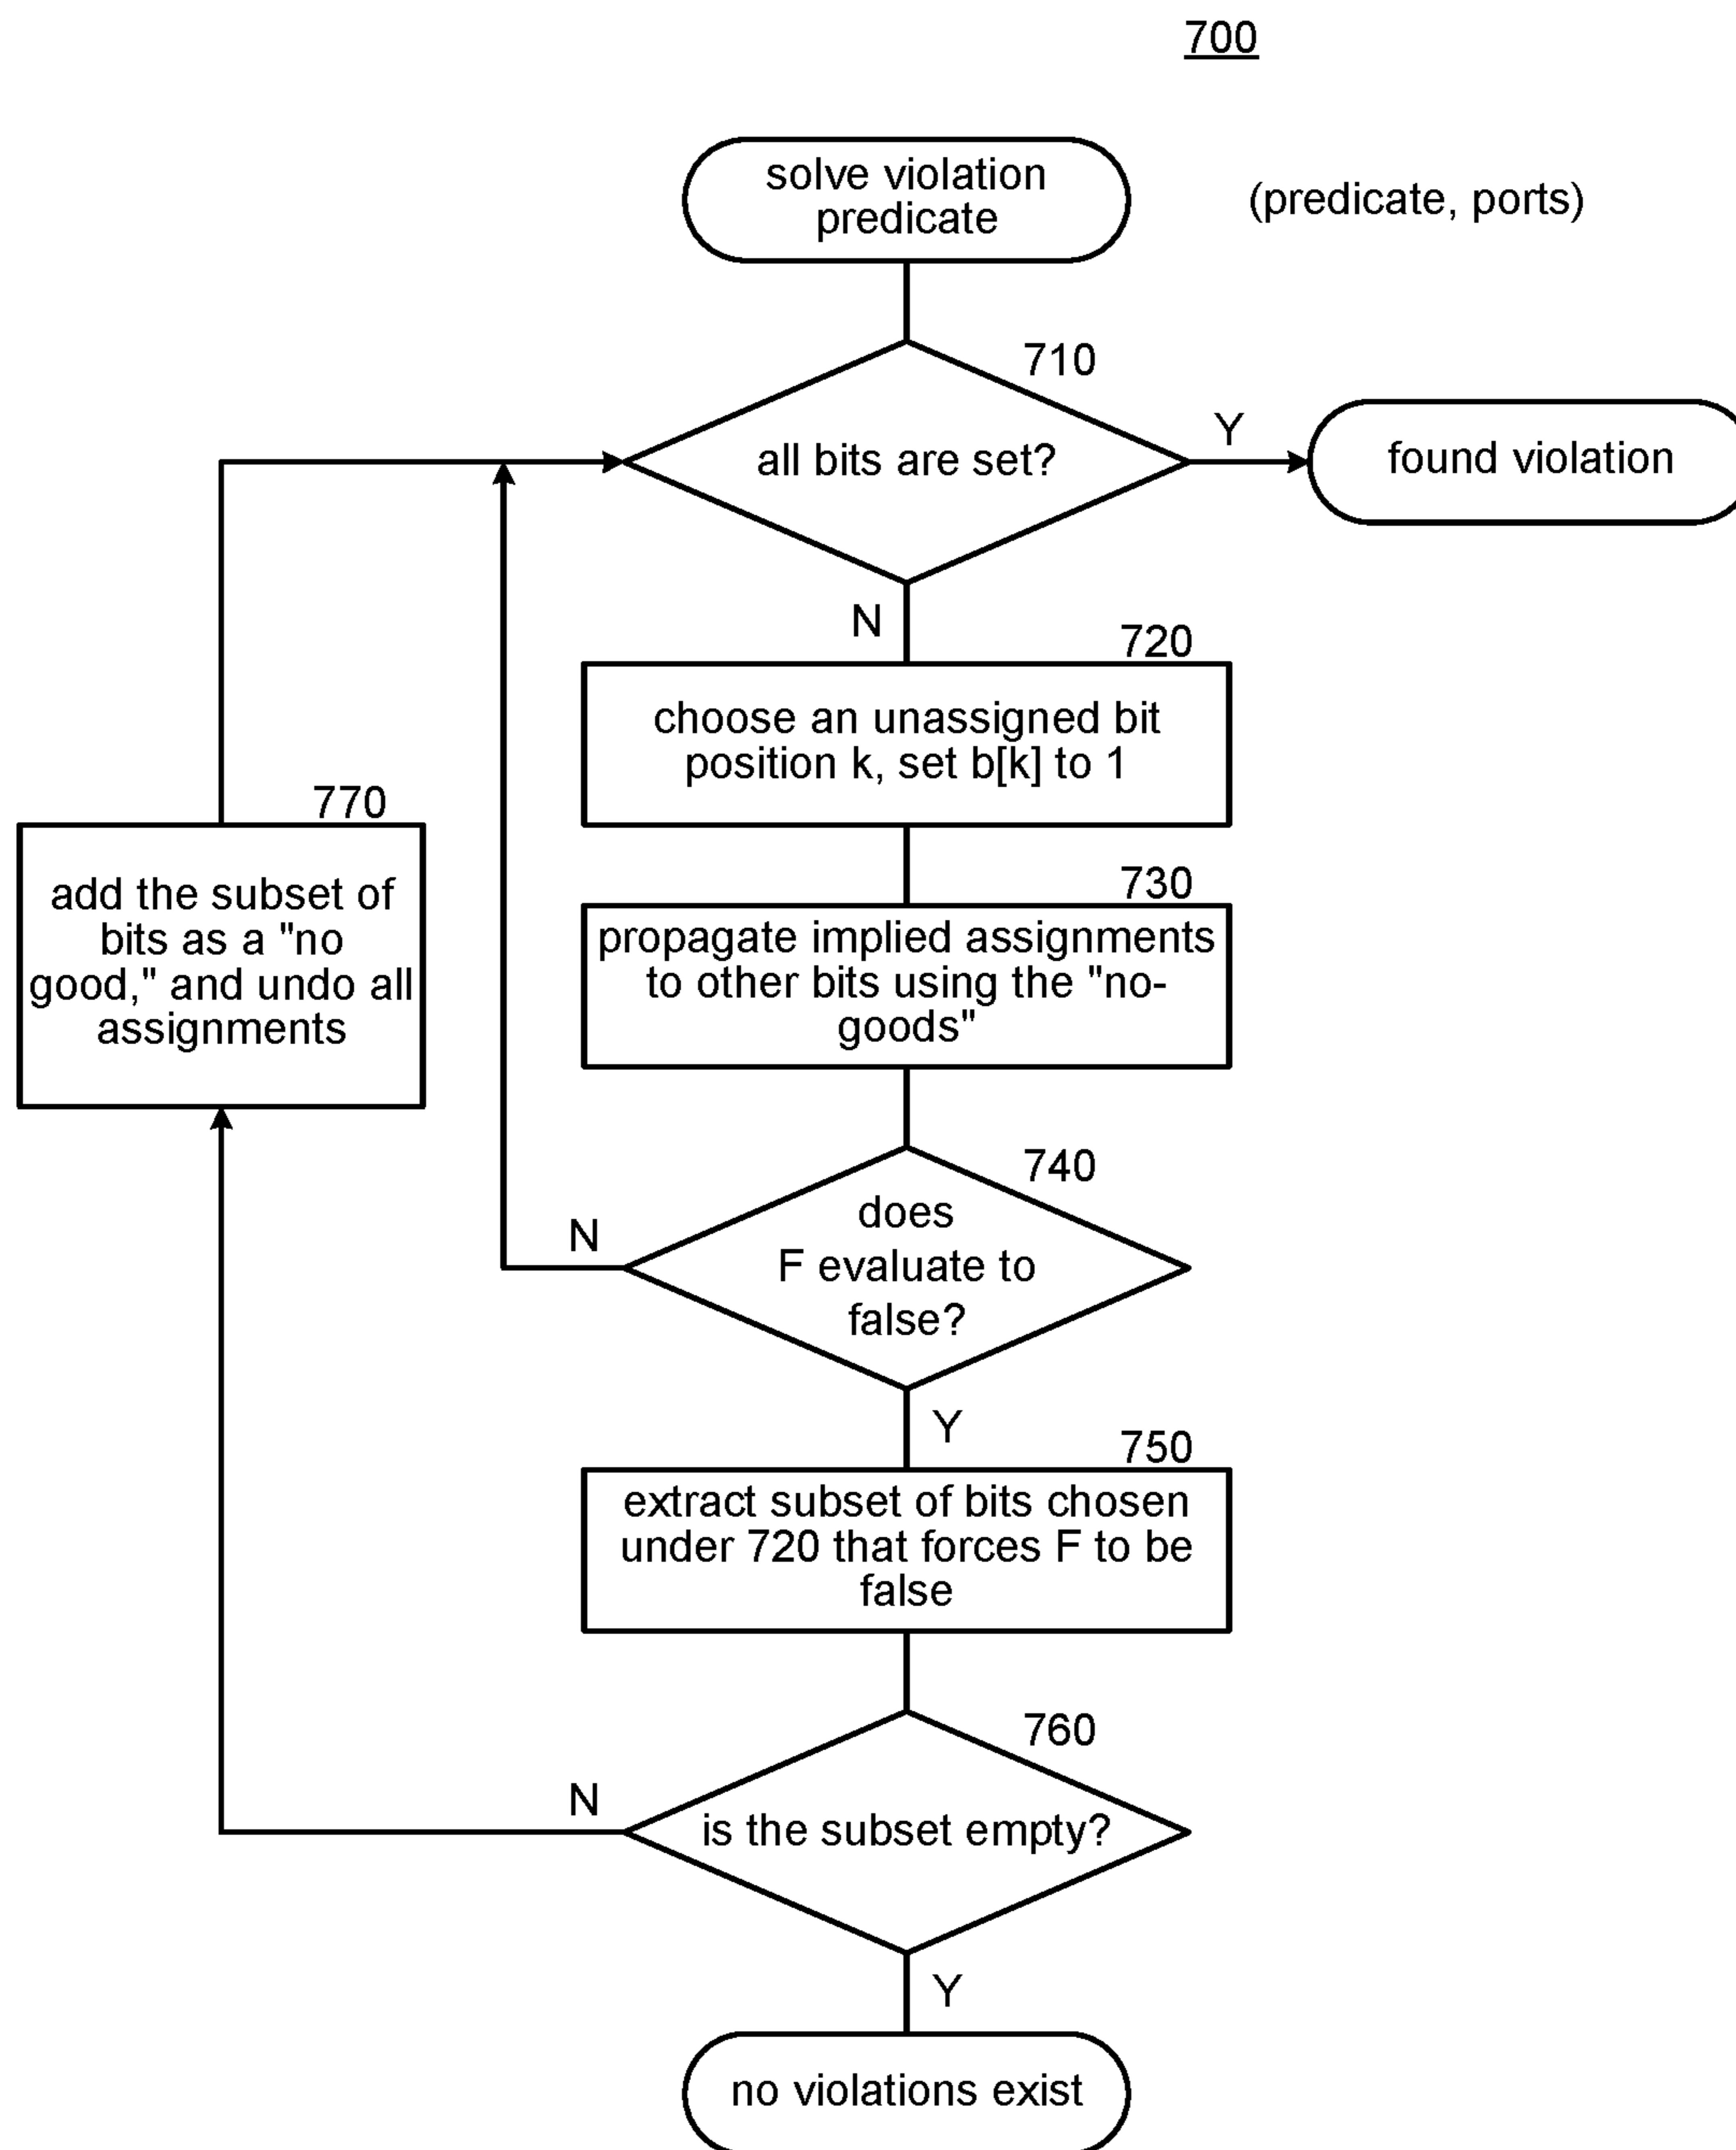 700
solve violation
predicate
(predicate, ports)
710
all bits are set?
Y
found violation
N
720
choose an unassigned bit
position k, set b[k] to 1
770
add the subset of
bits as a "no
good," and undo all
assignments
730
propagate implied assignments
to other bits using the "no-
goods"
740
does
F evaluate to
false?
N
Y
750
extract subset of bits chosen
under 720 that forces F to be
false
760
is the subset empty?
N
Y
no violations exist